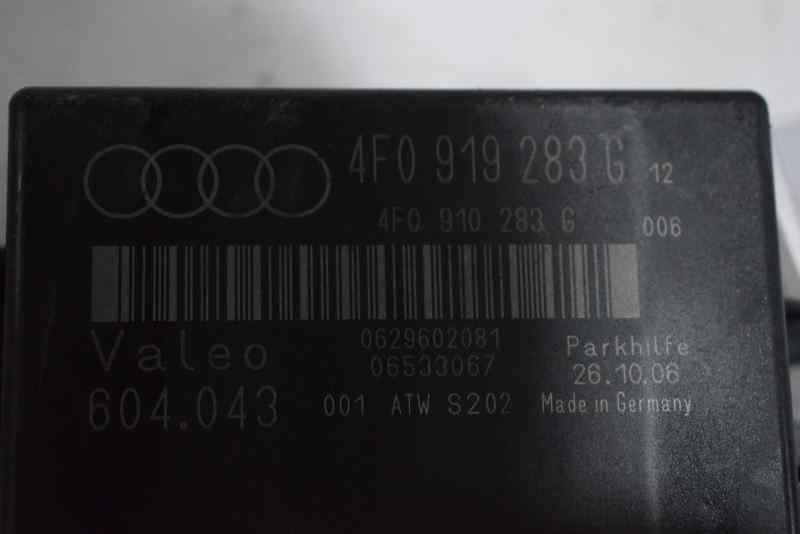 4F0 919 283 G 12
4F0 910 283 G 006
Valeo 0629602081 Parkhilfe
06533067 26.10.06
604.043 001 ATW S202 Made in Germany